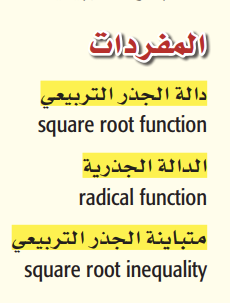 المفردات
دالة الجذر التربيعي
square root function
الدالة الجذرية
radical function
متباينة الجذر التربيعي
square root inequality